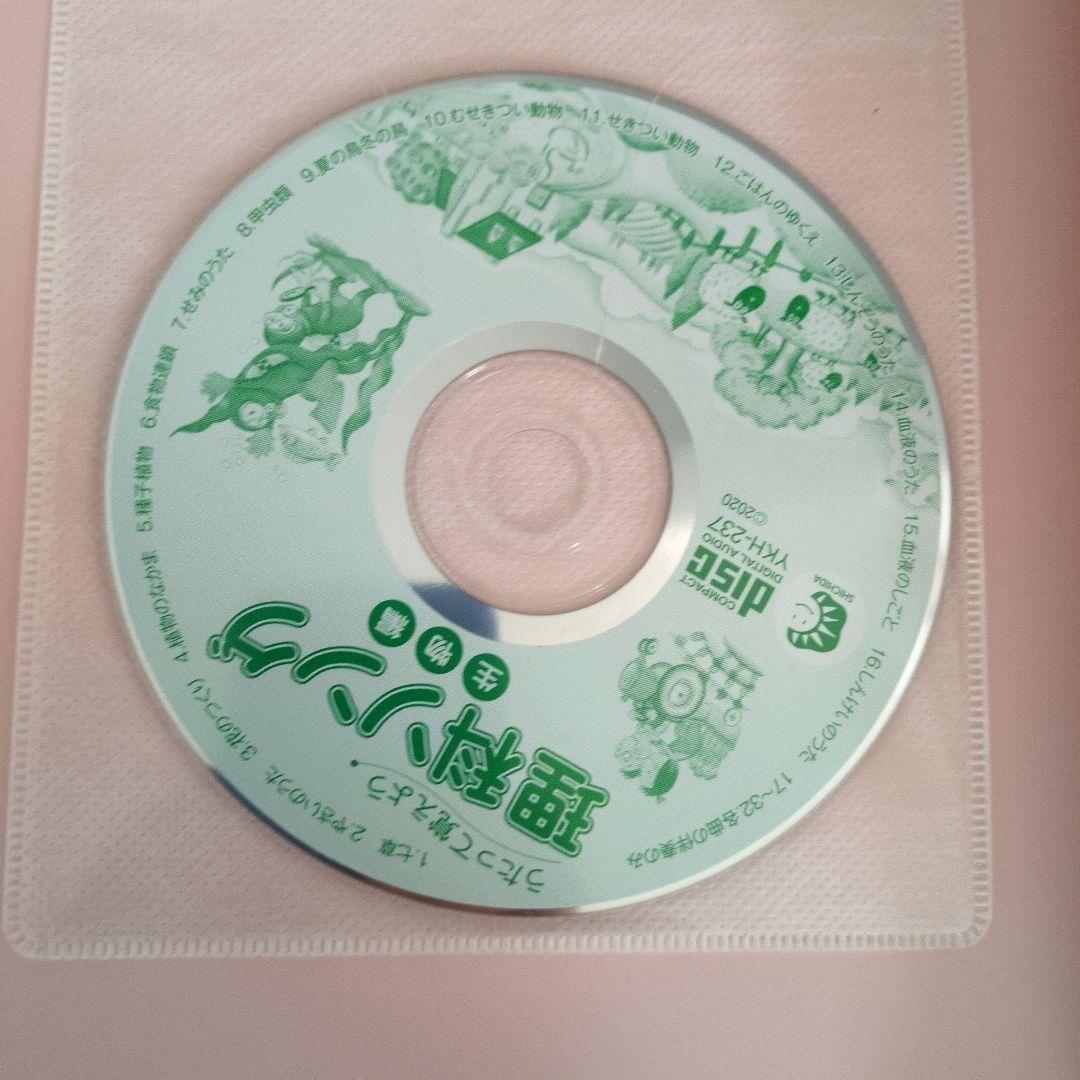 うたって覚えよう
理科ソング
生物編
1.七草
2.やさいのうた
3.花のつくり
4.植物のなかま
5.種子植物
6.食物連鎖
7.せみのうた
8.甲虫類
9.夏の鳥冬の鳥
10.むせきつい動物
11.せきつい動物
12.ごはんのゆくえ
14.血液のうた
15.血液のしごと
16.しんけいのうた
17〜32.各曲の伴奏のみ
SHICHIDA
COMPACT
disc
DIGITAL AUDIO
YKH-237
©2020